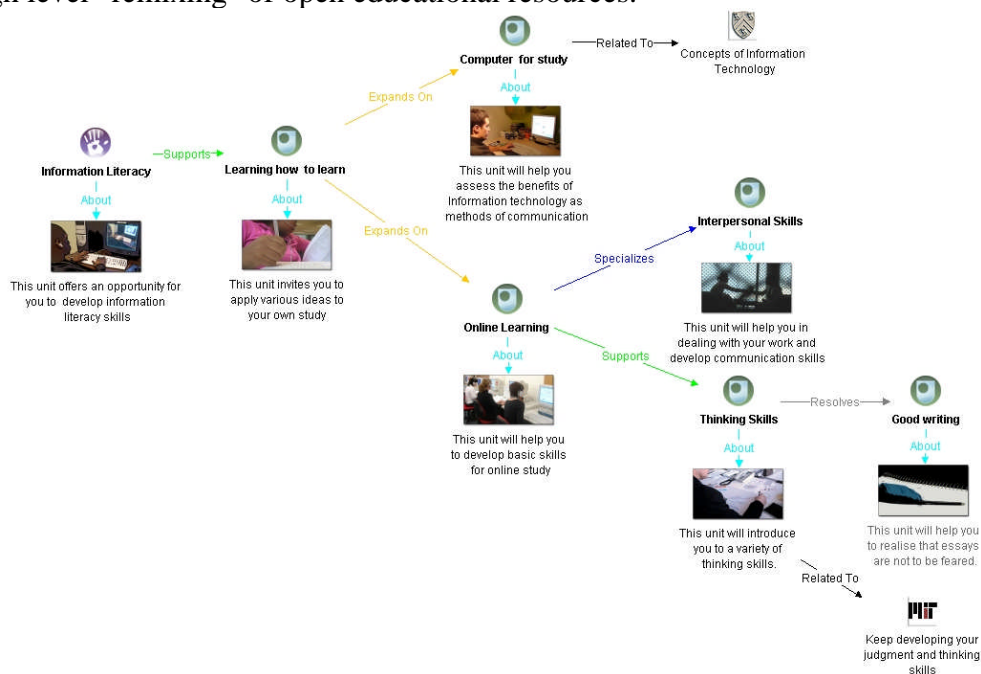 level "remixing" of open educational resources.
Related To
Concepts of Information
Technology
Computer for study
About
Expands On
This unit will help you
assess the benefits of
Information technology as
methods of communication
Information Literacy
Supports
Learning how to learn
About
About
This unit offers an opportunity for
you to develop information
literacy skills
This unit invites you to
apply various ideas to
your own study
Expands On
Interpersonal Skills
Specializes
About
This unit will help you in
dealing with your work and
develop communication skills
Online Learning
About
Supports
This unit will help you
to develop basic skills
for online study
Thinking Skills
Resolves
Good writing
About
About
This unit will introduce
you to a variety of
thinking skills.
This unit will help you
to realise that essays
are not to be feared.
Related To
MIT
Keep developing your
judgment and thinking
skills